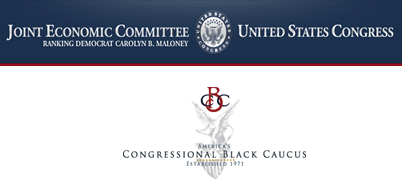 JOINT ECONOMIC COMMITTEE
RANKING DEMOCRAT CAROLYN B. MALONEY
UNITED STATES CONGRESS
CBC
AMERICA'S
CONGRESSIONAL BLACK CAUCUS
ESTABLISHED 1971